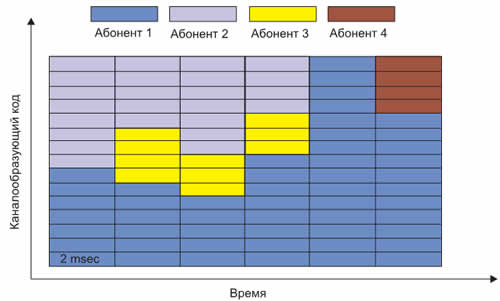 Абонент 1 Абонент 2 Абонент 3 Абонент 4
Каналообразующий код
2 msec
Время